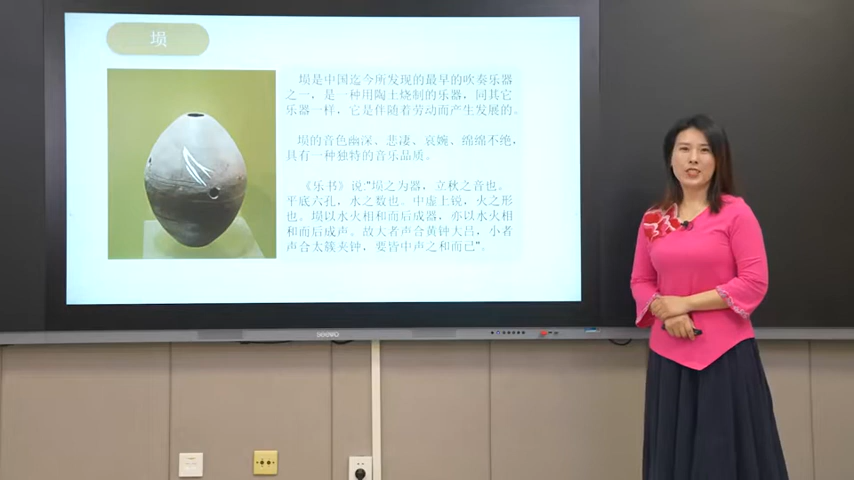 埙
埙是中国迄今所发现的最早的吹奏乐器
之一，是一种用陶土烧制的乐器，同其它
乐器一样，它是伴随着劳动而产生发展的。
埙的音色幽深、悲凄、哀婉、绵绵不绝，
具有一种独特的音乐品质。
《乐书》说:"埙之为器，立秋之音也。
平底六孔，水之数也。中虚上锐，火之形
也。埙以水火相和而后成器，亦以水火相
和而后成声。故大者声合黄钟大吕，小者
声合太簇夹钟，要皆中声之和而已".
seewo